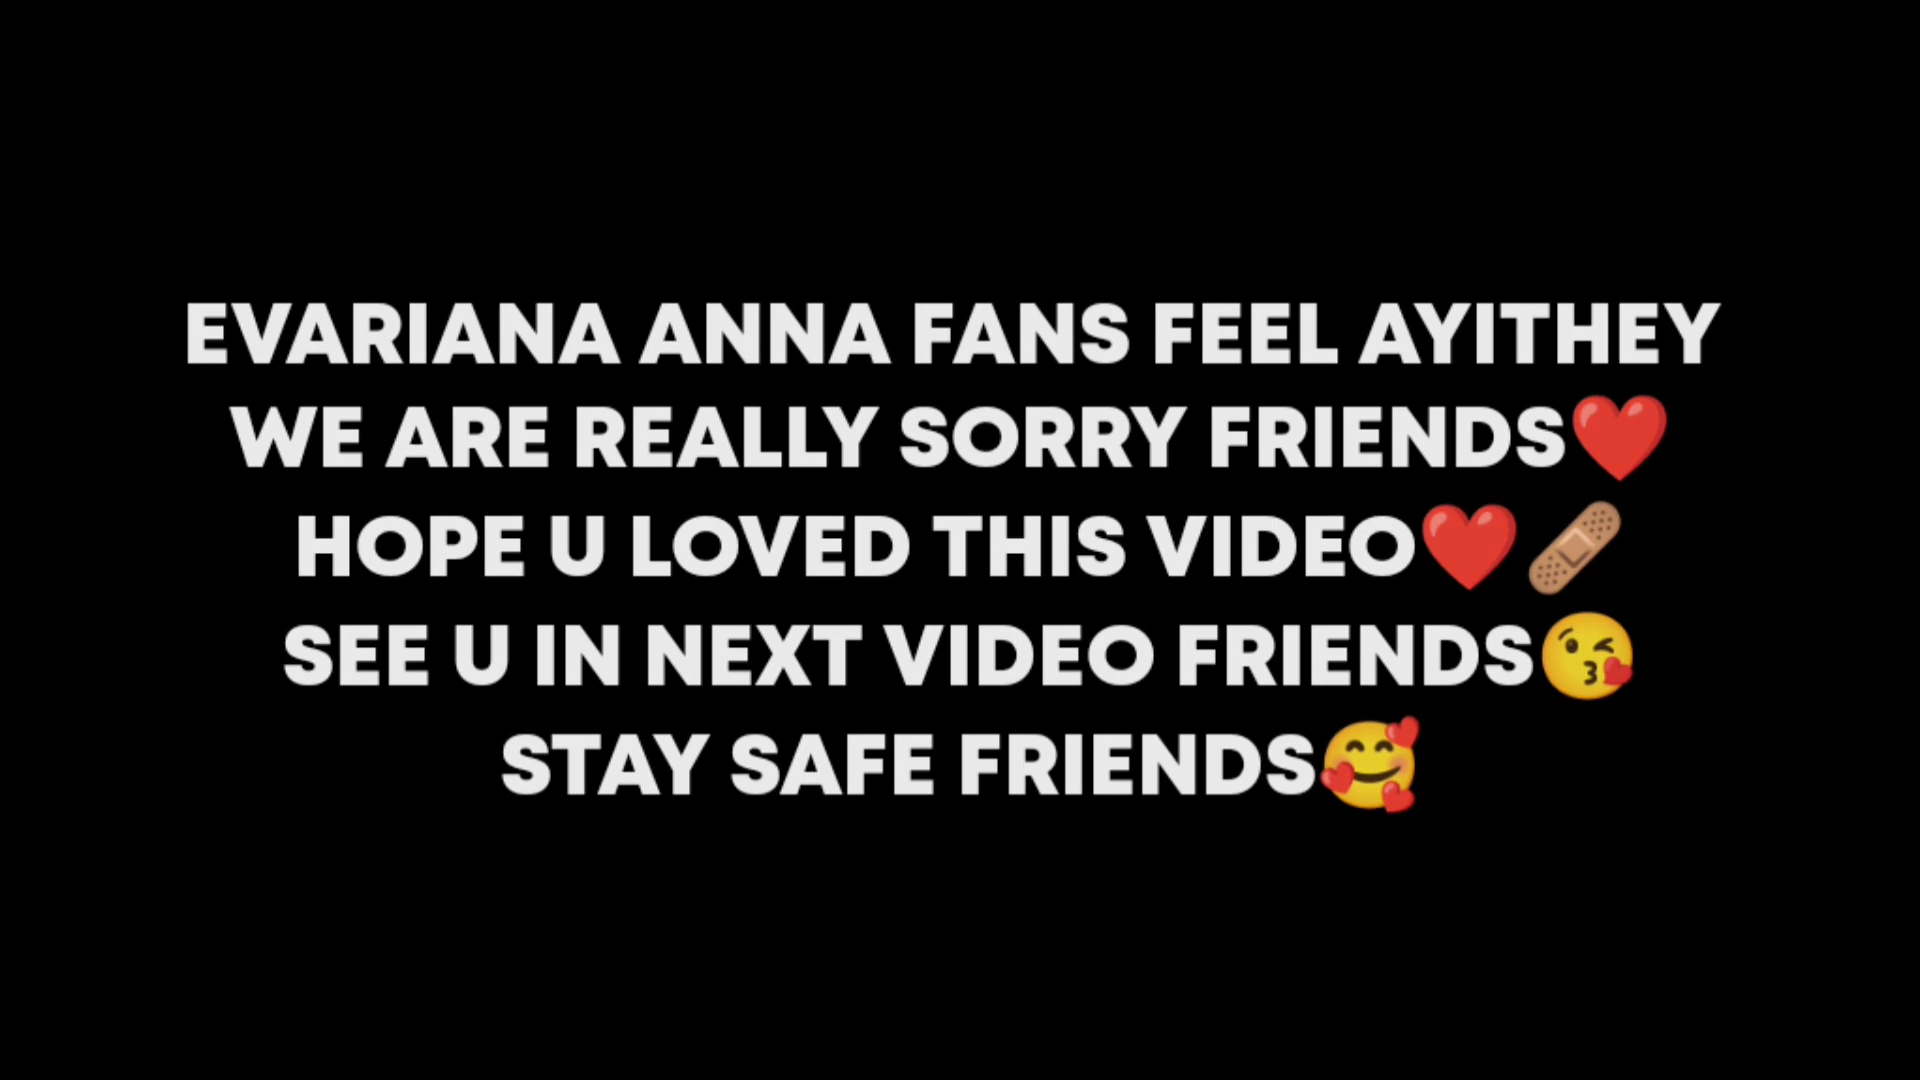 EVARIANA ANNA FANS FEEL AYITHEY
WE ARE REALLY SORRY FRIENDS❤️
HOPE U LOVED THIS VIDEO❤️🩹
SEE U IN NEXT VIDEO FRIENDS😘
STAY SAFE FRIENDS🥰